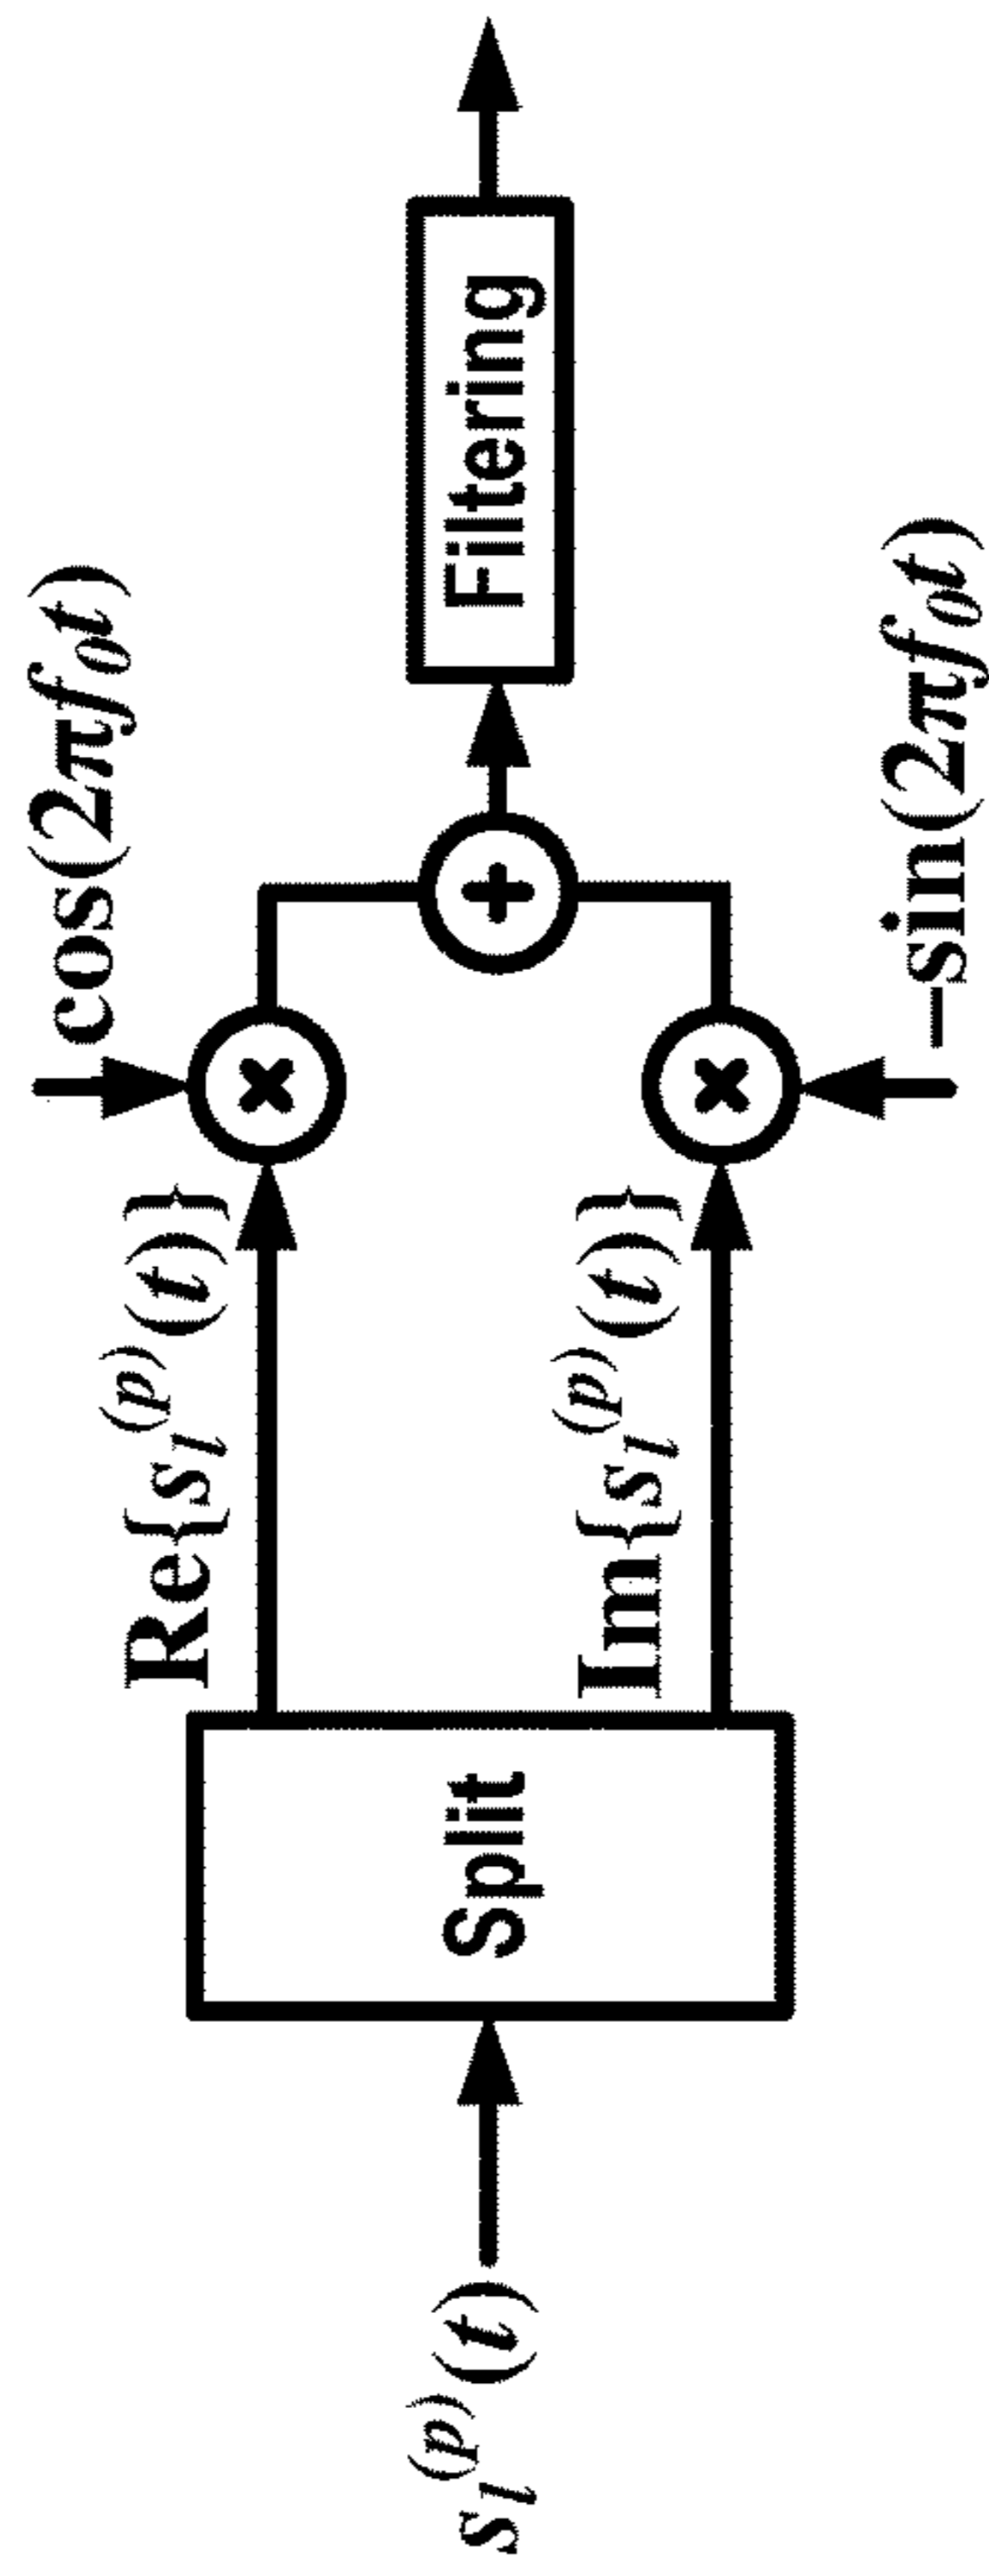 s_l^{(p)}(t)
Split
Re{s_l^{(p)}(t)}
Im{s_l^{(p)}(t)}
cos(2πf_0t)
×
×
–sin(2πf_0t)
+
Filtering